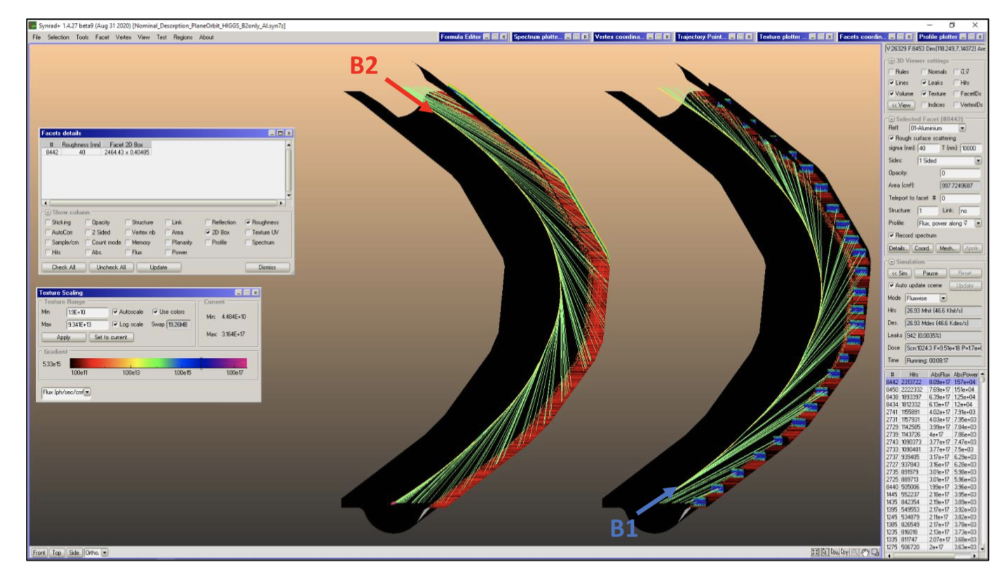 Synrad+ 1.4.27 beta9 (Aug 31 2020) [Nominal_Desorption_PlaneOrbit_HIGGS_B2only_Al.syn7z]
File Selection Tools Facet Vertex View Test Regions About
Formula Editor
Spectrum plotte...
Vertex coordina...
Trajectory Point...
Texture plotter ...
Facets coordin...
Profile plotter
B2
B1
Facets details
# Roughness (nm) Facet 2D Box
8442 40 2464.43 x 0.40485
Show column
Sticking Opacity Structure Link Reflection Roughness
AutoCorr 2 Sided Vertex nb Area 2D Box Texture UV
Sample/cm Count mode Memory Planarity Profile Spectrum
Hits Abs. Flux Power
Check All Uncheck All Update Dismiss
Texture Scaling
Texture Range Current
Min 1.9E+10 Autoscale Use colors
Min: 4.484E+10
Max 9.341E+13 Log scale Swap 19.26MB
Max: 3.164E+17
Apply Set to current
Gradient
5.33e15
1.00e11 1.00e13 1.00e15 1.00e17
Flux (ph/sec/cm²)
Front Top Side Ortho.
V:26329 F:8453 Dim:(118.249,7,14072) Are
3D Viewer settings
Rules Normals
Lines Leaks Hits
Volume Texture FacetIDs
<< View Indices VertexIDs
Selected Facet (#8442)
Refl: 01-Aluminium
Rough surface scattering
sigma (nm): 40 T (nm): 10000
Sides: 1 Sided
Opacity: 0
Area (cm²): 997.7249687
Teleport to facet # 0
Structure: 1 Link: no
Profile: Flux, power along
Record spectrum
Details.. Coord. Mesh.. Apply
Simulation
<< Sim Pause Reset
Auto update scene Update
Mode Fluxwise
Hits 26.93 Mhit (46.6 Khit/s)
Des. 26.93 Mdes (46.6 Kdes/s)
Leaks 942 (0.0035%)
Dose Scn:1024.3 F=9.51e+18 P=1.7e+(
Time Running: 00:08:17
# Hits AbsFlux AbsPower
8442 2313722 8.09e+17 1.57e+04
8450 2222332 7.69e+17 1.51e+04
8438 1893397 6.39e+17 1.25e+04
8434 1812332 6.13e+17 1.2e+04
2741 1155891 4.02e+17 7.91e+03
2731 1157931 4.03e+17 7.95e+03
2729 1142585 3.99e+17 7.84e+03
2739 1143726 4e+17 7.86e+03
2743 1090373 3.77e+17 7.47e+03
2733 1090481 3.77e+17 7.5e+03
2737 939405 3.17e+17 6.29e+03
2727 937843 3.16e+17 6.28e+03
2735 891979 3.01e+17 5.98e+03
2725 889713 3.01e+17 5.96e+03
8440 505006 1.99e+17 3.96e+03
1445 552237 2.18e+17 3.95e+03
1435 842354 2.19e+17 3.89e+03
1395 549553 2.17e+17 3.92e+03
1245 534879 2.11e+17 3.82e+03
1385 826549 2.17e+17 3.78e+03
1235 816018 2.13e+17 3.73e+03
1335 811747 2.07e+17 3.68e+03
1275 506720 2e+17 3.63e+03